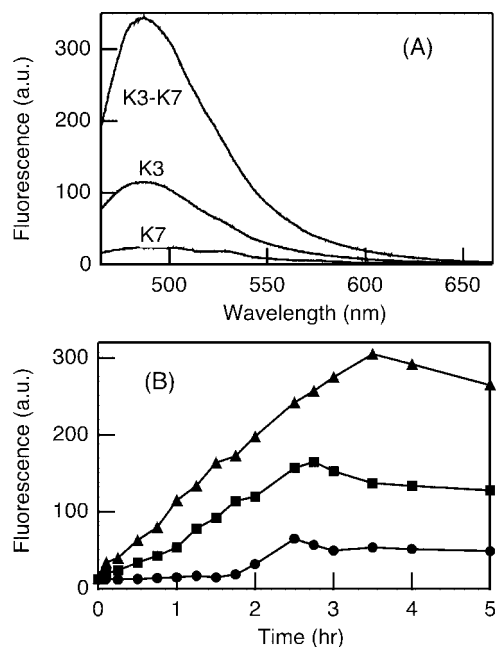 300
(A)
Fluorescence (a.u.)
K3-K7
200
K3
100
K7
0
500 550 600 650
Wavelength (nm)
300
(B)
Fluorescence (a.u.)
200
100
0
0 1 2 3 4 5
Time (hr)